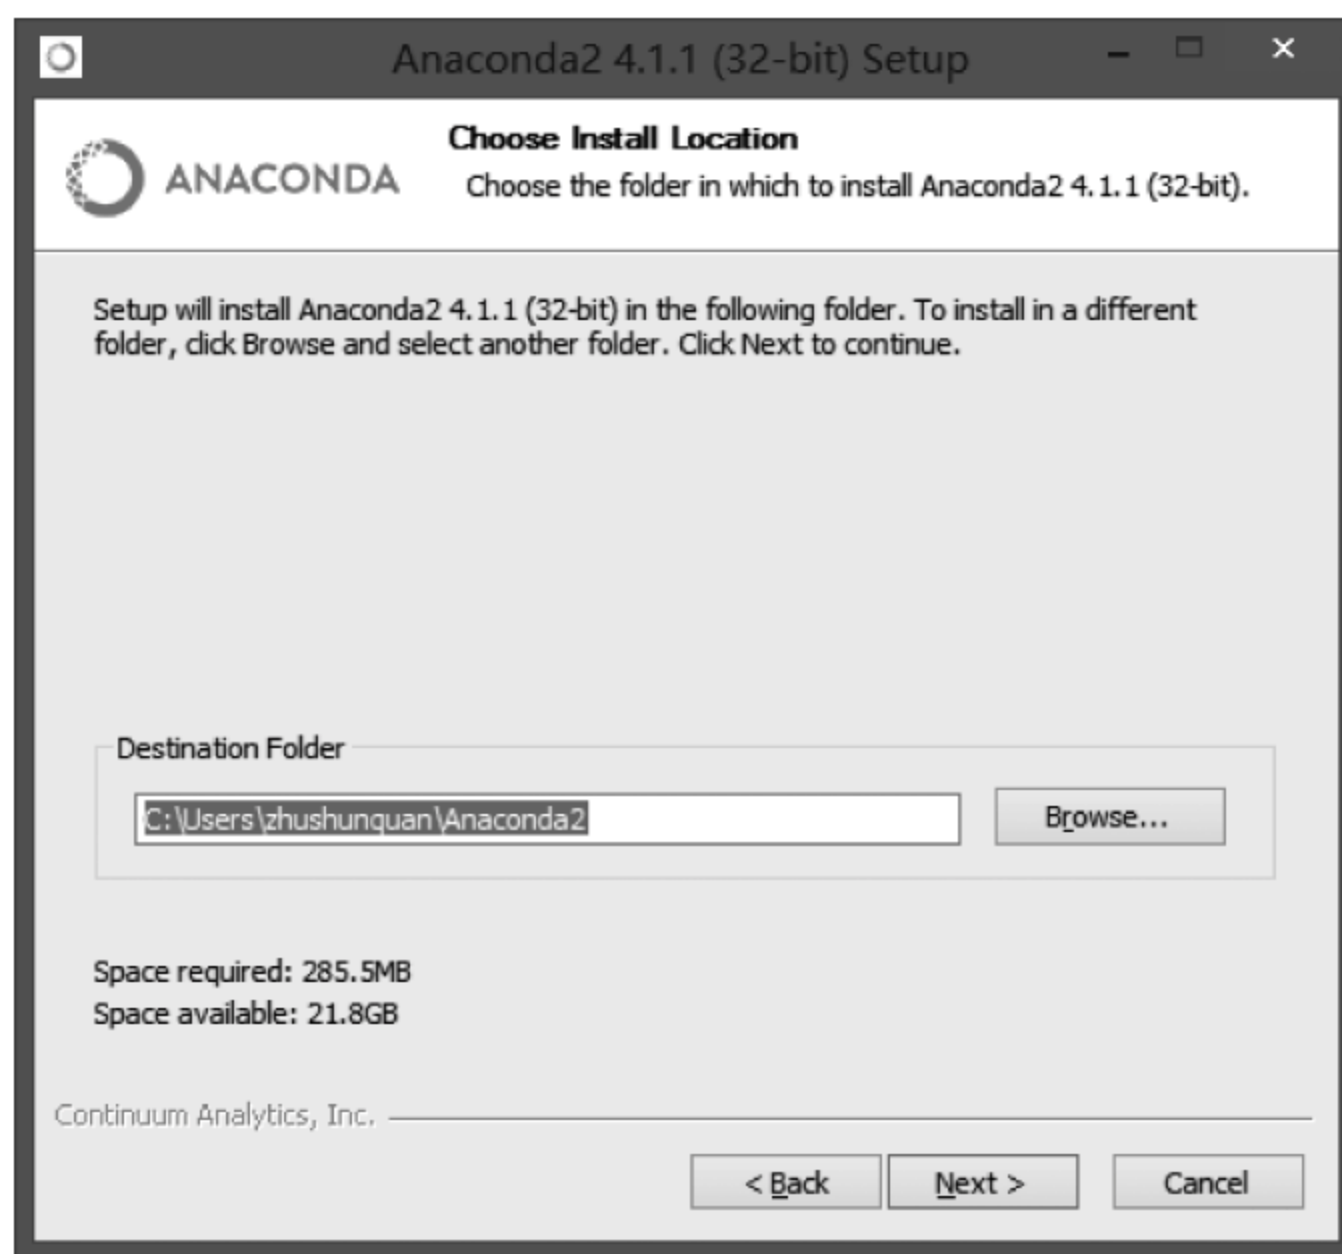 Anaconda2 4.1.1 (32-bit) Setup
ANACONDA
Choose Install Location
Choose the folder in which to install Anaconda2 4.1.1 (32-bit).
Setup will install Anaconda2 4.1.1 (32-bit) in the following folder. To install in a different
folder, click Browse and select another folder. Click Next to continue.
Destination Folder
C:\Users\zhushunquan\Anaconda2
Browse...
Space required: 285.5MB
Space available: 21.8GB
Continuum Analytics, Inc.
< Back
Next >
Cancel